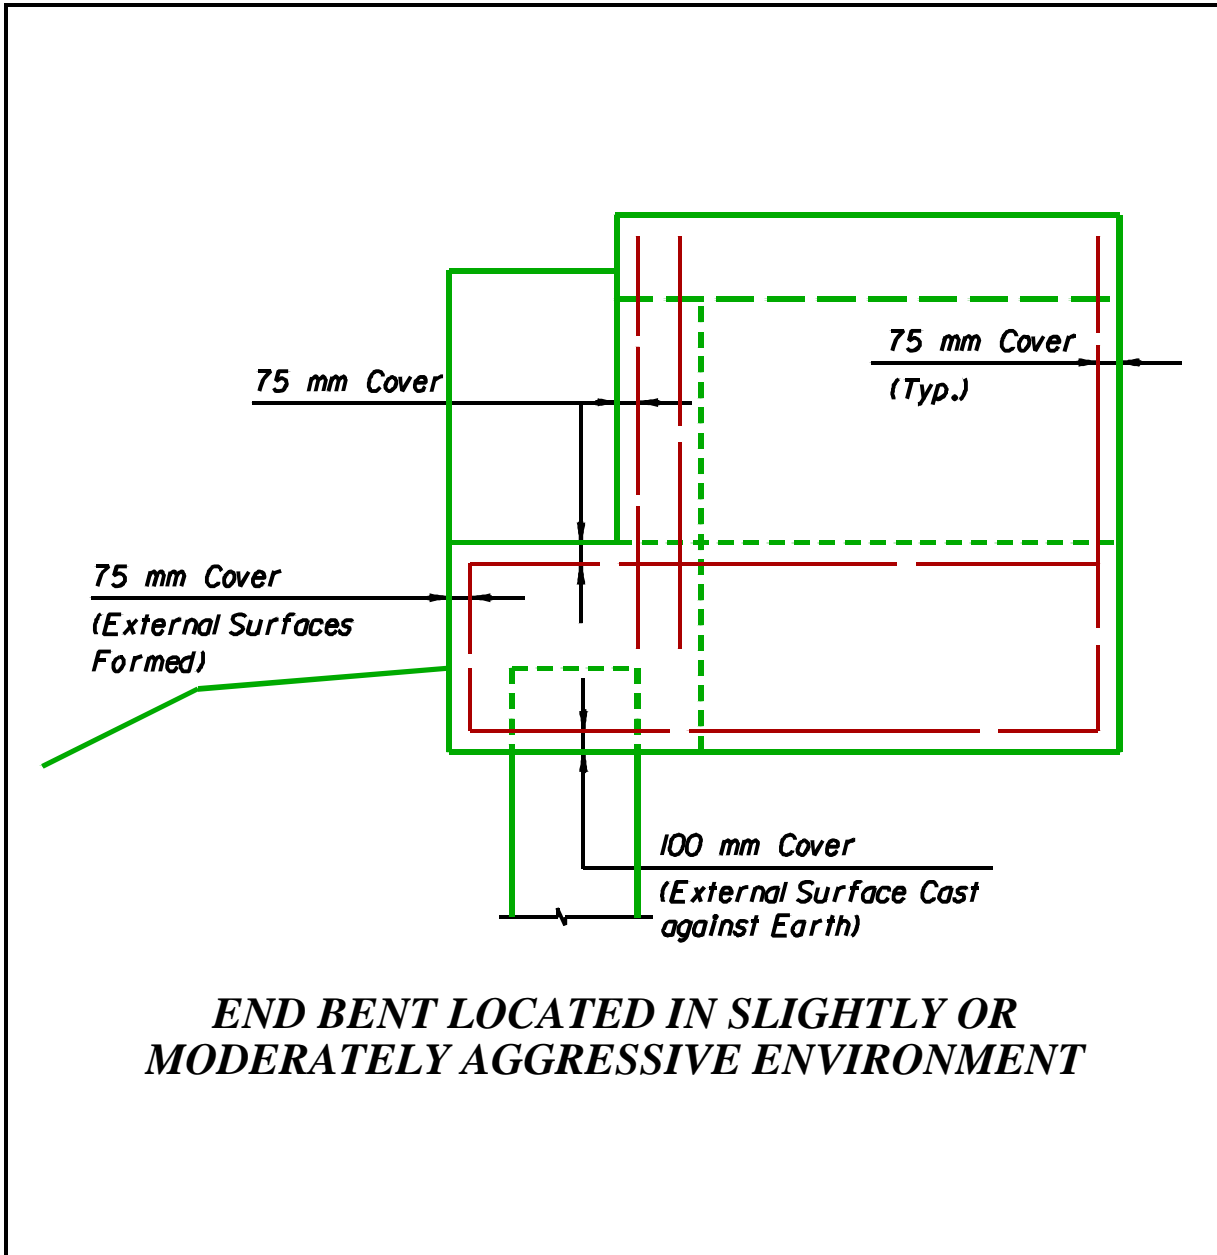 75 mm Cover
(Typ.)
75 mm Cover
75 mm Cover
(External Surfaces
Formed)
100 mm Cover
(External Surface Cast
against Earth)
END BENT LOCATED IN SLIGHTLY OR
MODERATELY AGGRESSIVE ENVIRONMENT